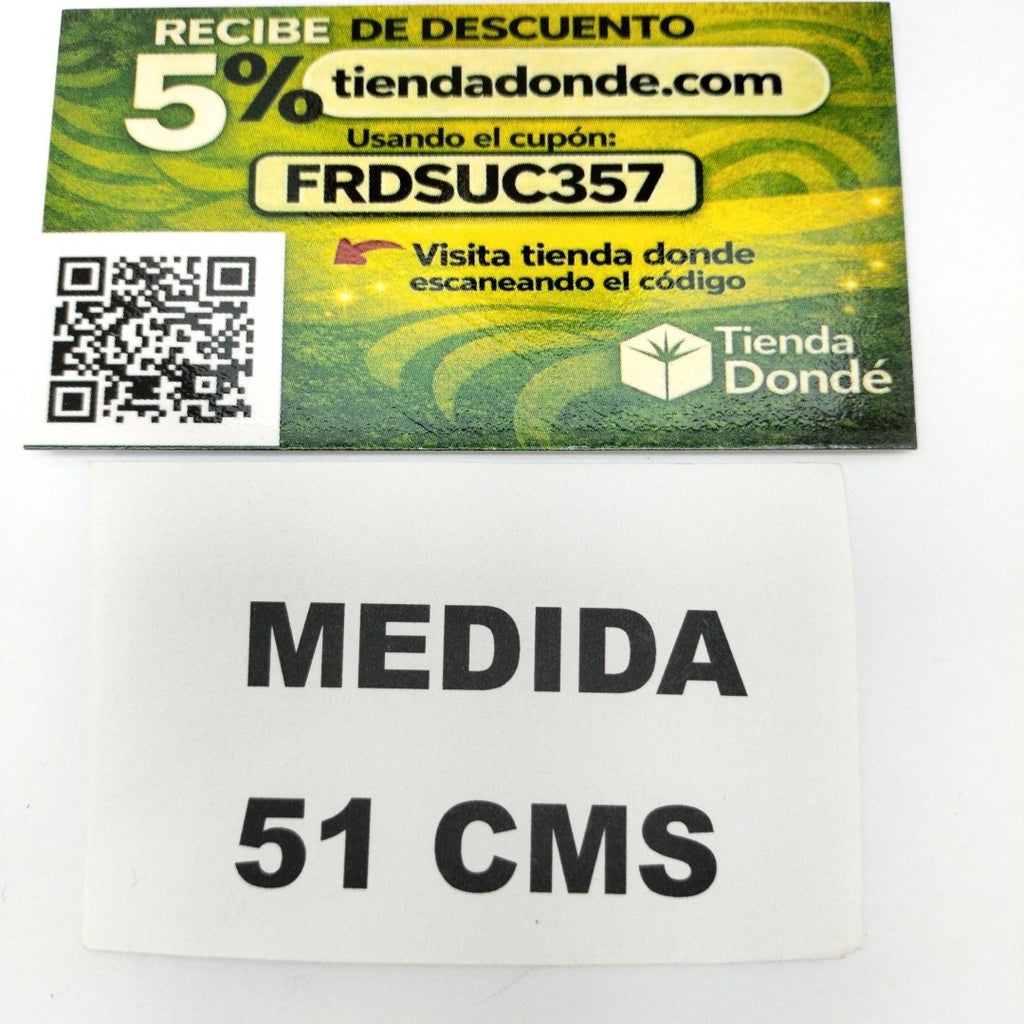 RECIBE DE DESCUENTO
5% tiendadonde.com
Usando el cupón:
FRDSUC357
Visita tienda donde
escaneando el código
Tienda
Dondé
MEDIDA
51 CMS